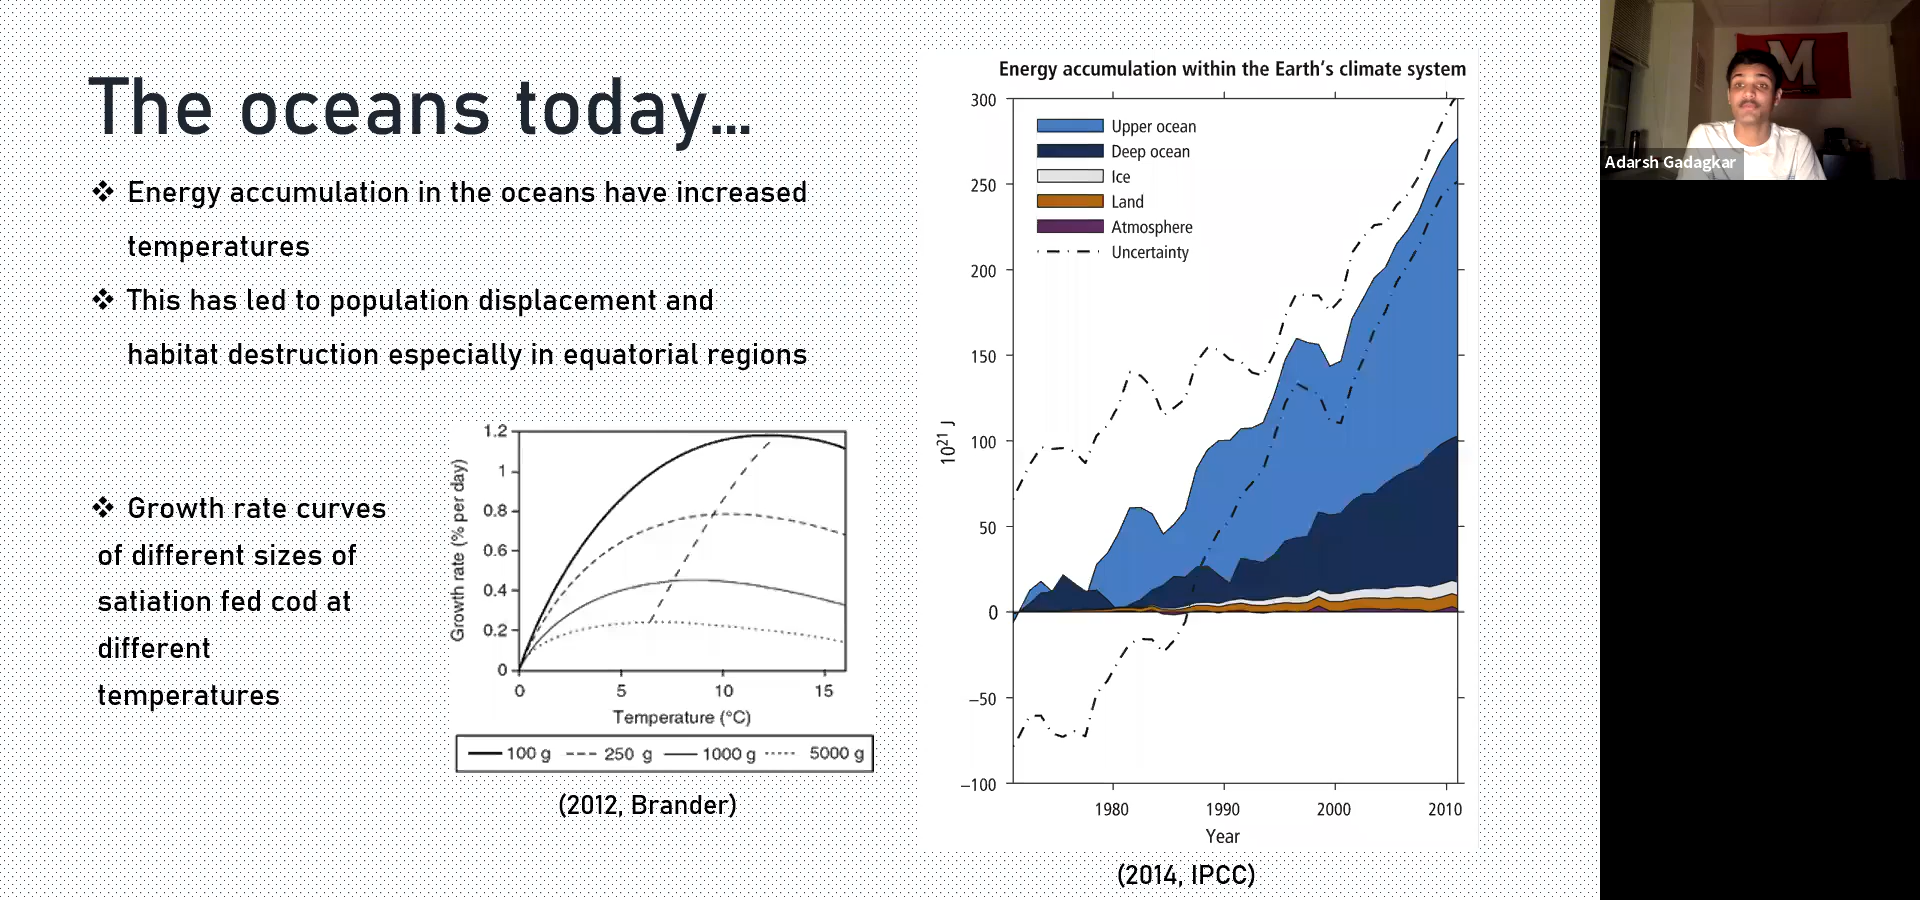 The oceans today...
❖ Energy accumulation in the oceans have increased
temperatures
❖ This has led to population displacement and
habitat destruction especially in equatorial regions
❖ Growth rate curves
of different sizes of
satiation fed cod at
different
temperatures
1.2
1
0.8
0.6
0.4
0.2
0
Growth rate (% per day)
0 5 10 15
Temperature (°C)
100 g 250 g 1000 g 5000 g
(2012, Brander)
Energy accumulation within the Earth's climate system
300
250
200
150
100
50
0
−50
−100
10²¹ J
Upper ocean
Deep ocean
Ice
Land
Atmosphere
Uncertainty
1980 1990 2000 2010
Year
(2014, IPCC)
M
Adarsh Gadagkar